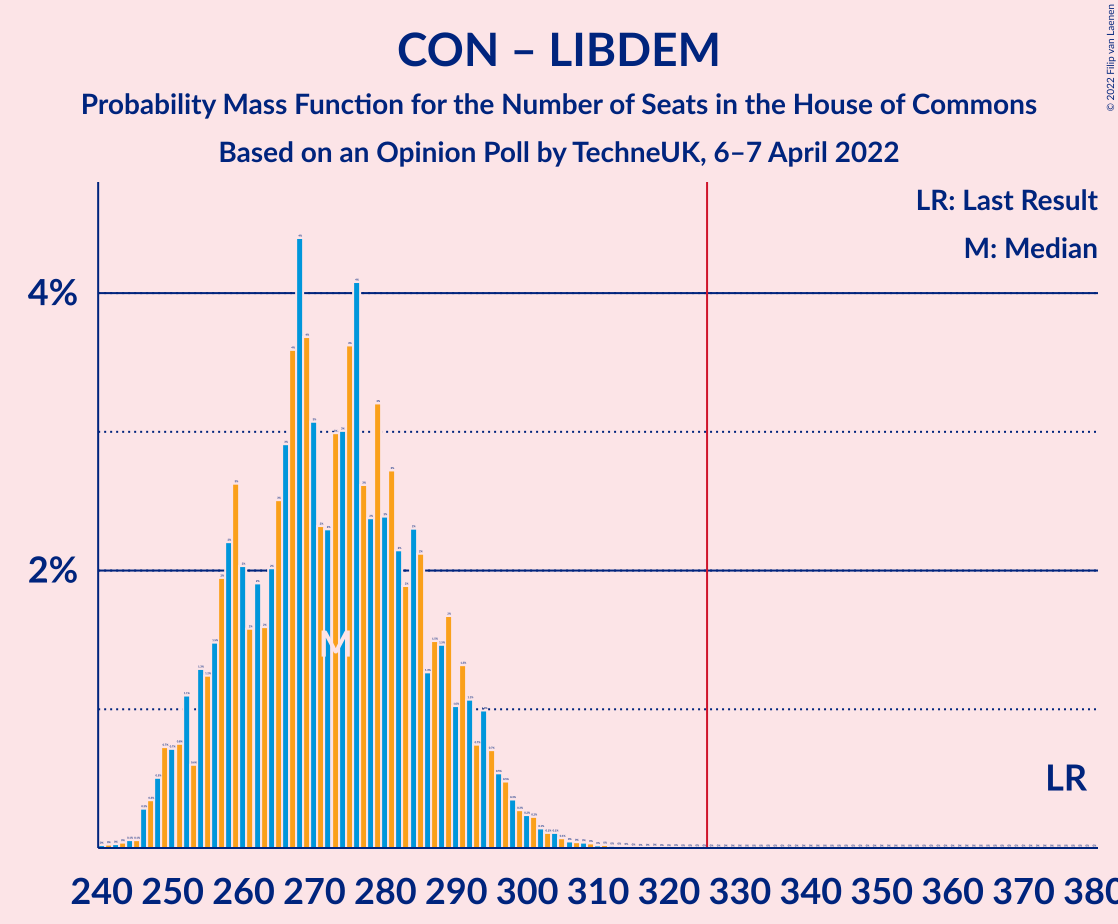 CON – LIBDEM
Probability Mass Function for the Number of Seats in the House of Commons
Based on an Opinion Poll by TechneUK, 6–7 April 2022
© 2022 Filip van Laenen
LR: Last Result
M: Median
4%
2%
M
LR
240 250 260 270 280 290 300 310 320 330 340 350 360 370 380